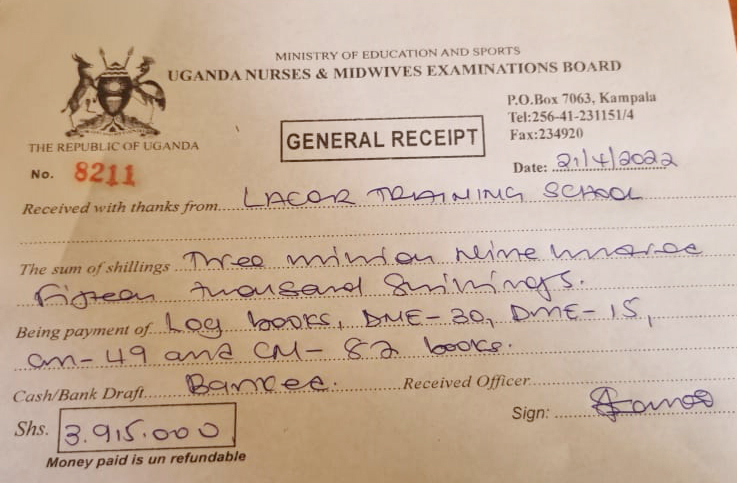 MINISTRY OF EDUCATION AND SPORTS
UGANDA NURSES & MIDWIVES EXAMINATIONS BOARD
P.O.Box 7063, Kampala
Tel:256-41-231151/4
Fax:234920
THE REPUBLIC OF UGANDA
GENERAL RECEIPT
No. 8211
Date: 21/4/2022
Received with thanks from LACOR TRAINING SCHOOL
The sum of shillings Three million Nine hundred
Fifteen thousand Shillings.
Being payment of Log books, DME-20, DME-15,
CM-49 and CM-82 books.
Cash/Bank Draft Banked. Received Officer
Sign:
Shs. 3.915.000
Money paid is un refundable